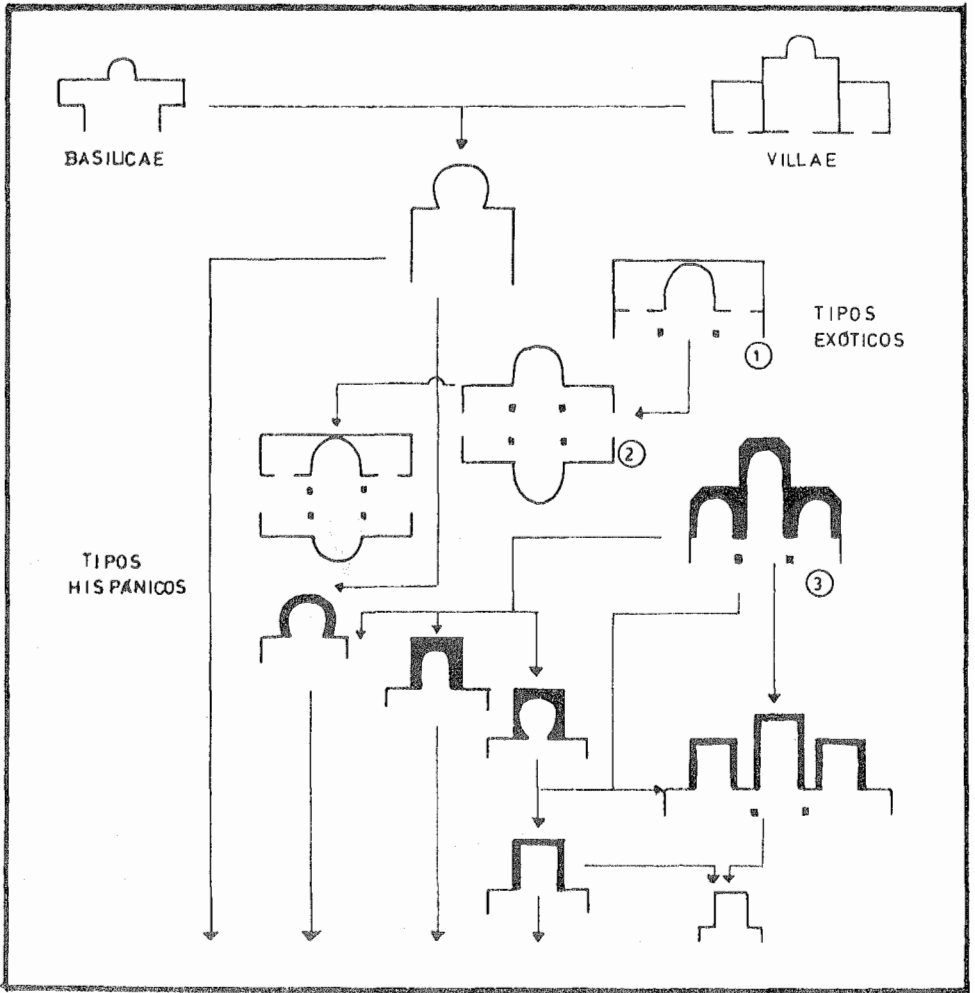 BASILICAE
VILLAE
TIPOS
EXÓTICOS
1
2
TIPOS
HISPÁNICOS
3